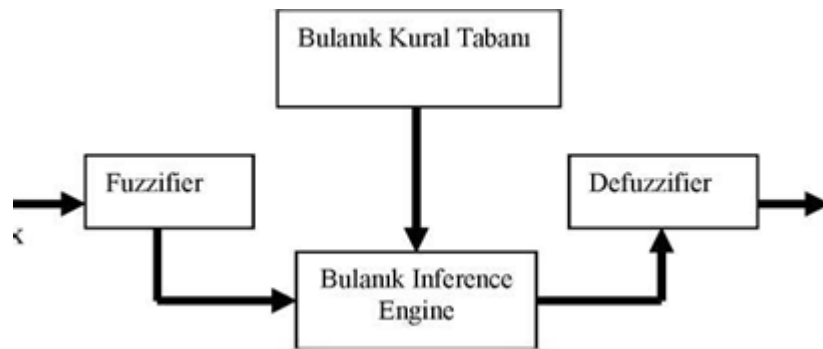 Bulanık Kural Tabanı
Fuzzifier
Defuzzifier
x
Bulanık Inference
Engine